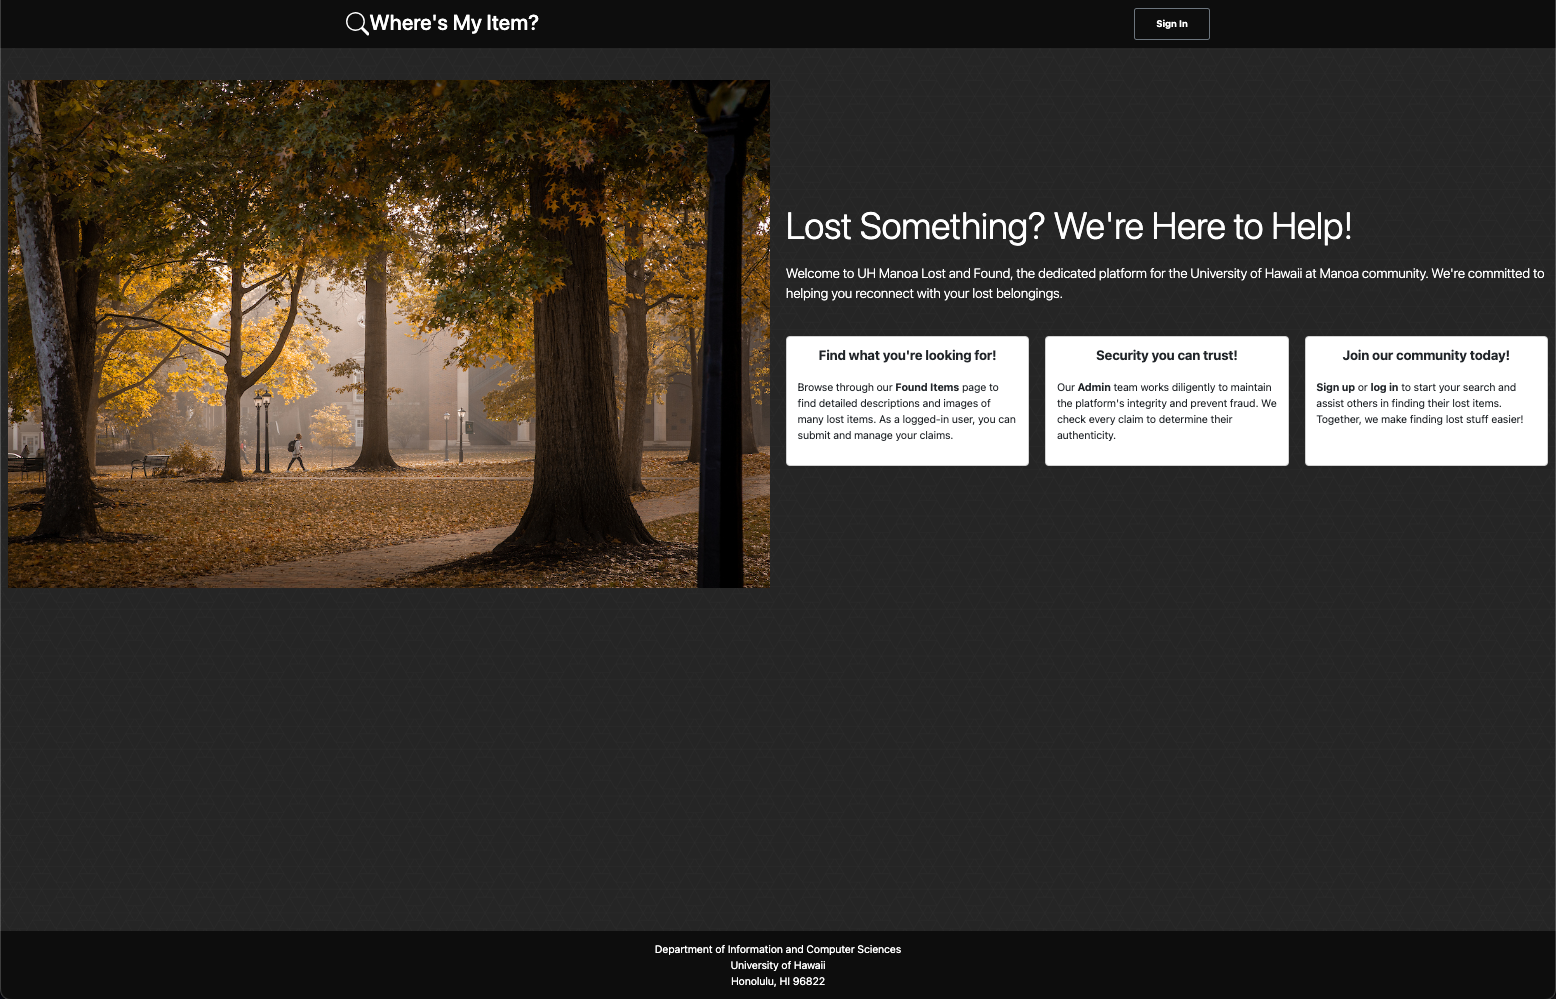 Where's My Item?
Sign In
Lost Something? We're Here to Help!
Welcome to UH Manoa Lost and Found, the dedicated platform for the University of Hawaii at Manoa community. We're committed to
helping you reconnect with your lost belongings.
Find what you're looking for!
Browse through our Found Items page to
find detailed descriptions and images of
many lost items. As a logged-in user, you can
submit and manage your claims.
Security you can trust!
Our Admin team works diligently to maintain
the platform's integrity and prevent fraud. We
check every claim to determine their
authenticity.
Join our community today!
Sign up or log in to start your search and
assist others in finding their lost items.
Together, we make finding lost stuff easier!
Department of Information and Computer Sciences
University of Hawaii
Honolulu, HI 96822